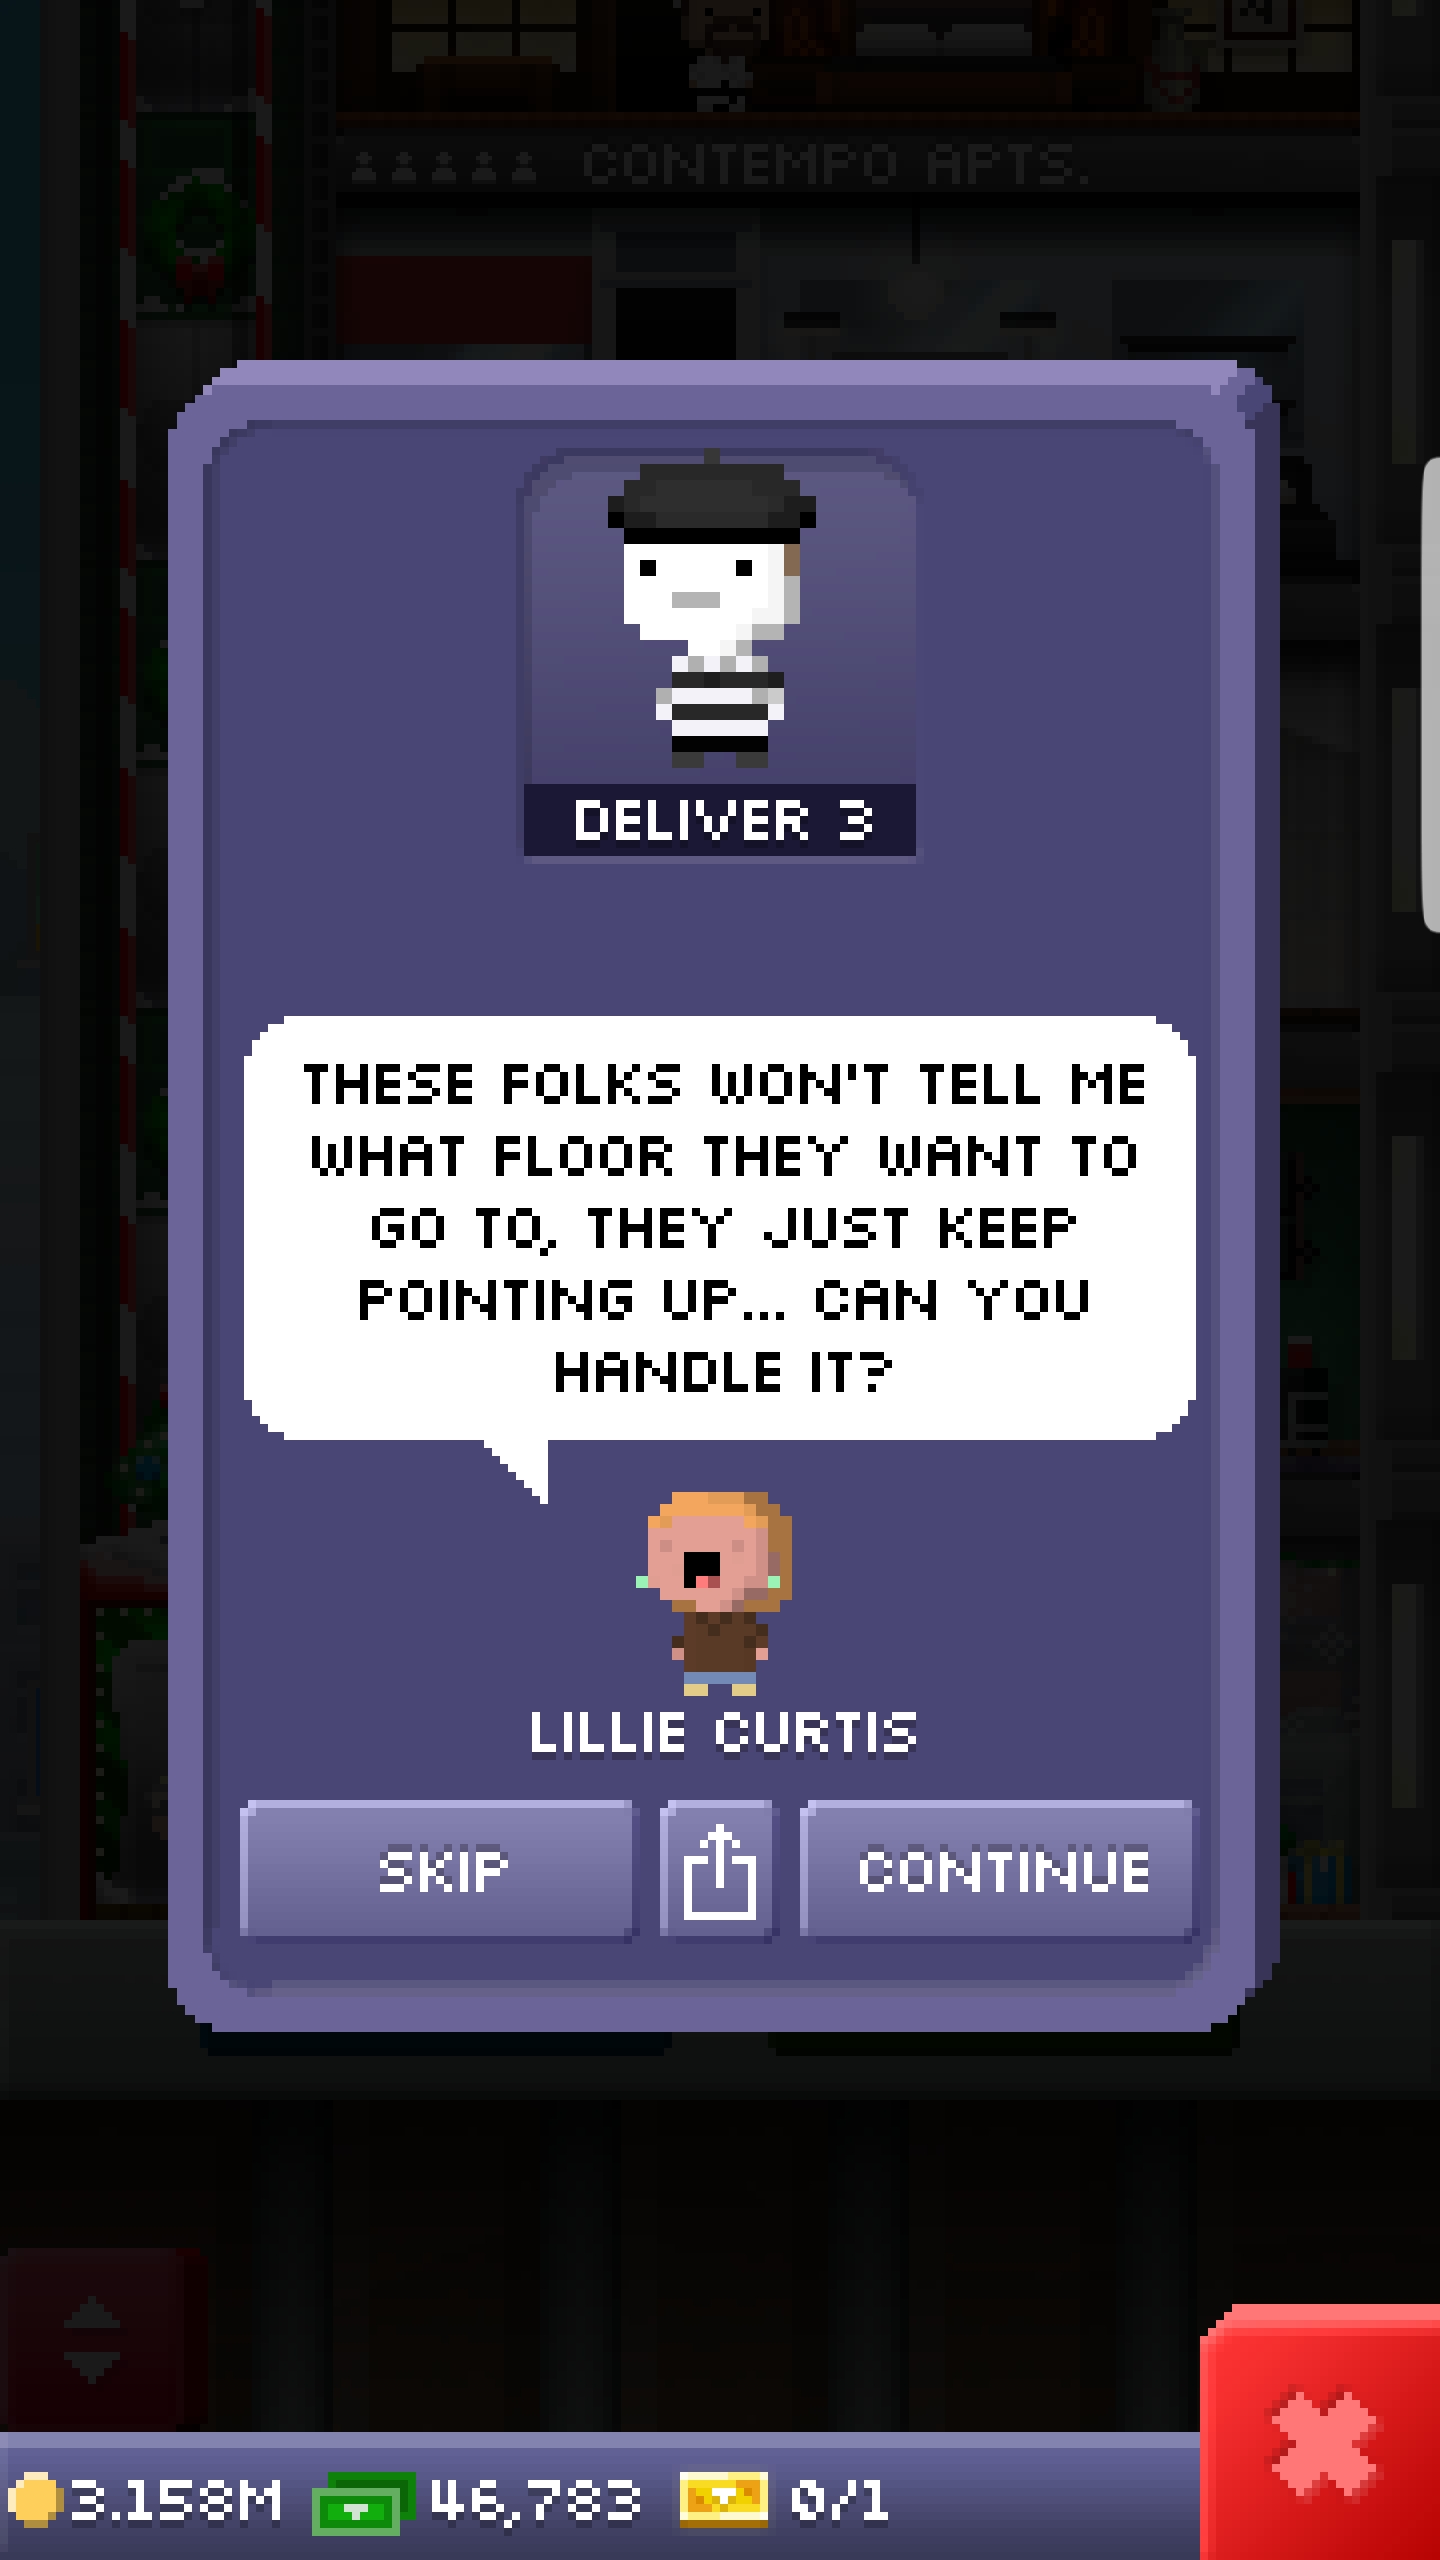 CONTEMPO APTS.
DELIVER 3
THESE FOLKS WON'T TELL ME
WHAT FLOOR THEY WANT TO
GO TO, THEY JUST KEEP
POINTING UP... CAN YOU
HANDLE IT?
LILLIE CURTIS
SKIP
CONTINUE
3.158M 46,783 0/1